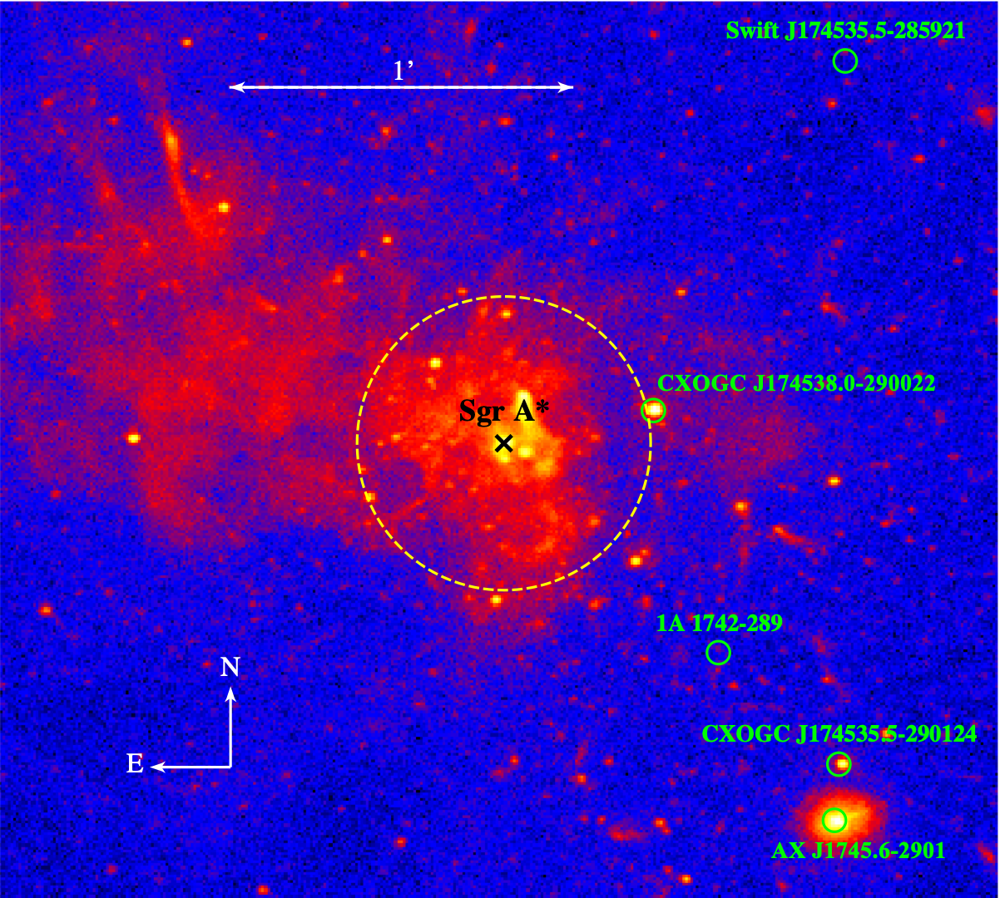 Swift J174535.5-285921
1’
CXOGC J174538.0-290022
Sgr A*
1A 1742-289
N
CXOGC J174535.5-290124
E
AX J1745.6-2901